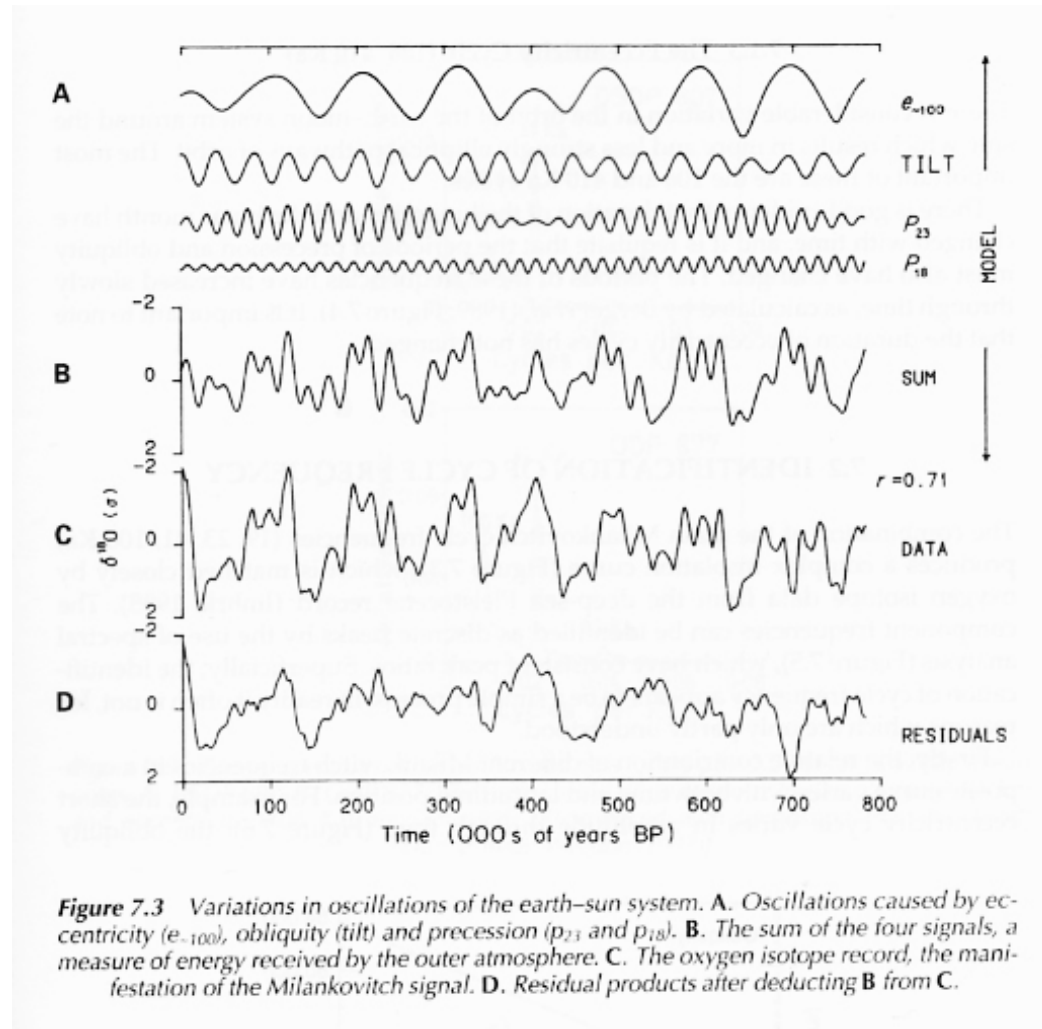 A
e~100
TILT
P23
P18
MODEL
-2
B
0
SUM
2
-2
r =0.71
δ18O (σ)
C
0
DATA
2
-2
D
0
RESIDUALS
2
0 100 200 300 400 500 600 700 800
Time (000s of years BP)
Figure 7.3 Variations in oscillations of the earth–sun system. A. Oscillations caused by ec-
centricity (e~100), obliquity (tilt) and precession (p23 and p18). B. The sum of the four signals, a
measure of energy received by the outer atmosphere. C. The oxygen isotope record, the mani-
festation of the Milankovitch signal. D. Residual products after deducting B from C.